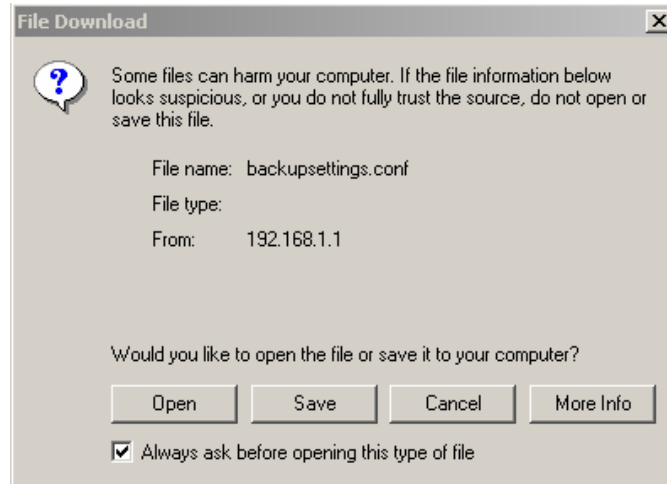 File Download
?
Some files can harm your computer. If the file information below
looks suspicious, or you do not fully trust the source, do not open or
save this file.
File name: backupsettings.conf
File type:
From: 192.168.1.1
Would you like to open the file or save it to your computer?
Open Save Cancel More Info
Always ask before opening this type of file